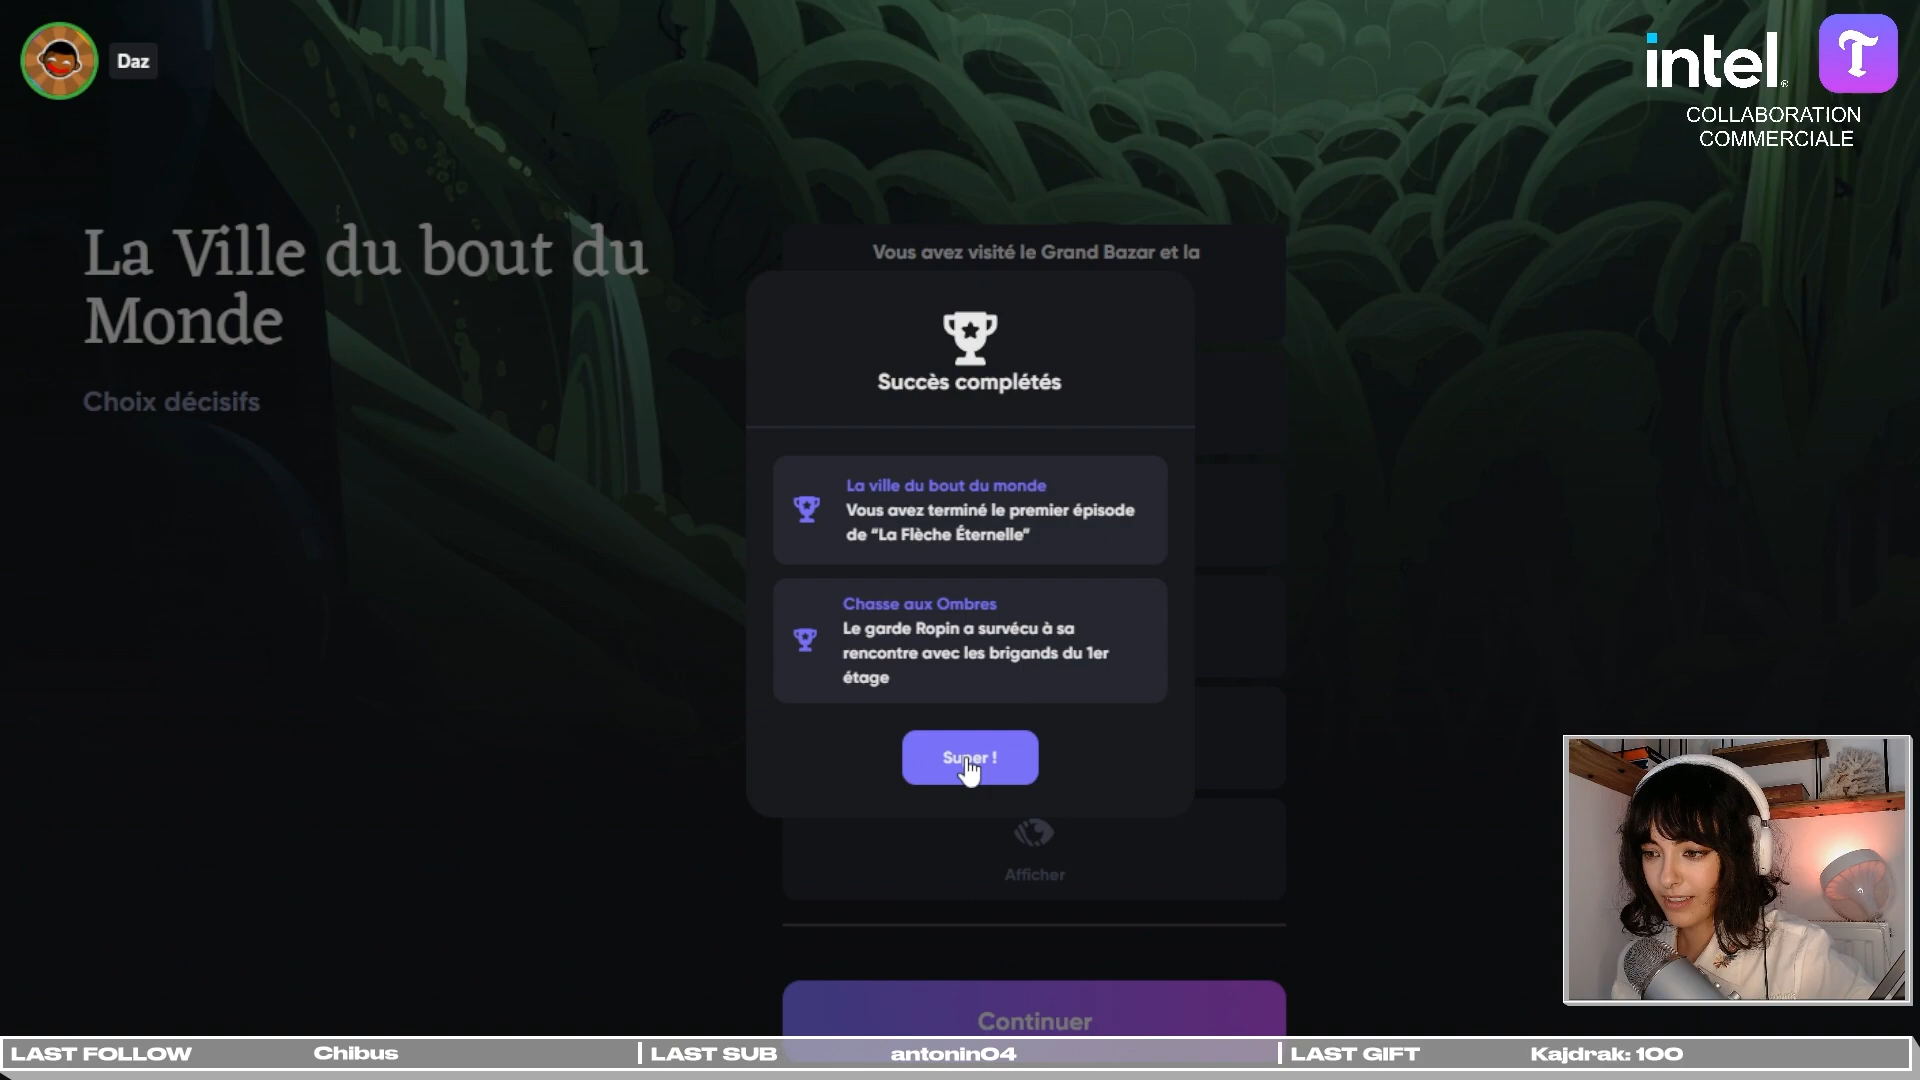 Daz
intel
COLLABORATION
COMMERCIALE
La Ville du bout du
Monde
Choix décisifs
Vous avez visité le Grand Bazar et la
Succès complétés
La ville du bout du monde
Vous avez terminé le premier épisode
de “La Flèche Éternelle”
Chasse aux Ombres
Le garde Ropin a survécu à sa
rencontre avec les brigands du 1er
étage
Super !
Afficher
Continuer
LAST FOLLOW Chibus LAST SUB antonin04 LAST GIFT Kajdrak: 100